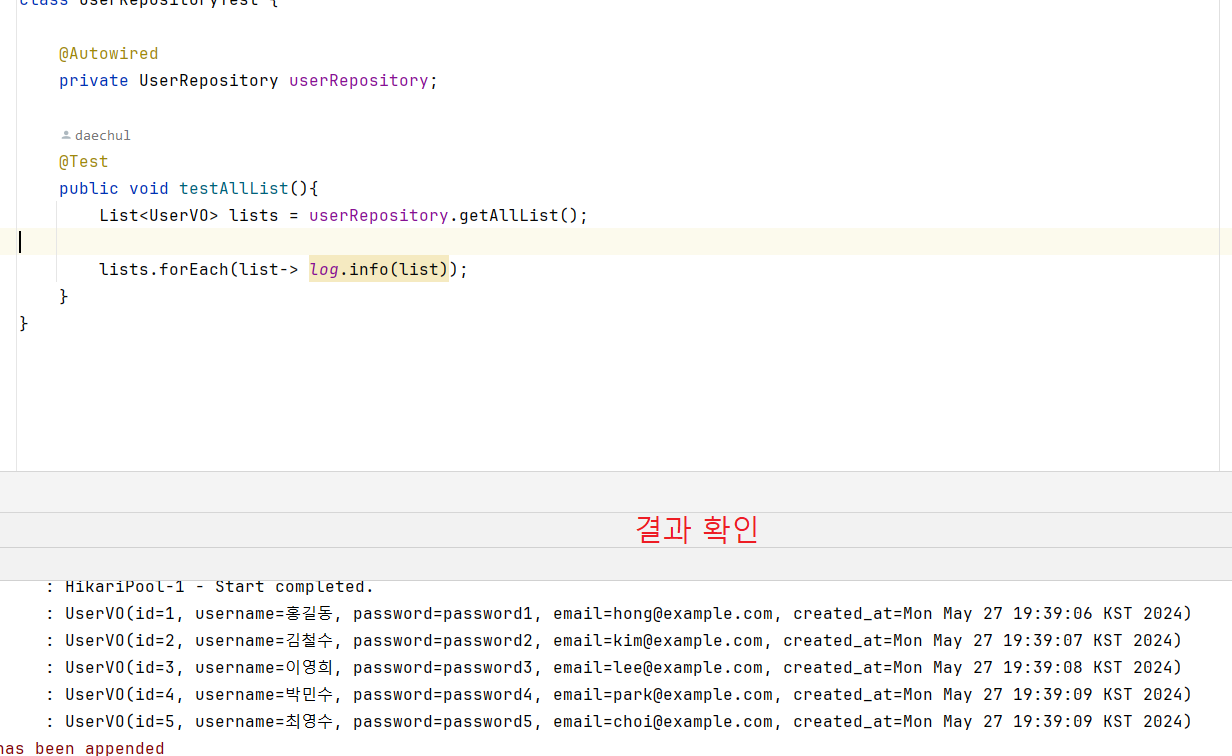 class UserRepositoryTest {
@Autowired
private UserRepository userRepository;
daechul
@Test
public void testAllList(){
List<UserVO> lists = userRepository.getAllList();
lists.forEach(list-> log.info(list));
}
}
결과 확인
: HikariPool-1 - Start completed.
: UserVO(id=1, username=홍길동, password=password1, email=hong@example.com, created_at=Mon May 27 19:39:06 KST 2024)
: UserVO(id=2, username=김철수, password=password2, email=kim@example.com, created_at=Mon May 27 19:39:07 KST 2024)
: UserVO(id=3, username=이영희, password=password3, email=lee@example.com, created_at=Mon May 27 19:39:08 KST 2024)
: UserVO(id=4, username=박민수, password=password4, email=park@example.com, created_at=Mon May 27 19:39:09 KST 2024)
: UserVO(id=5, username=최영수, password=password5, email=choi@example.com, created_at=Mon May 27 19:39:09 KST 2024)
has been appended